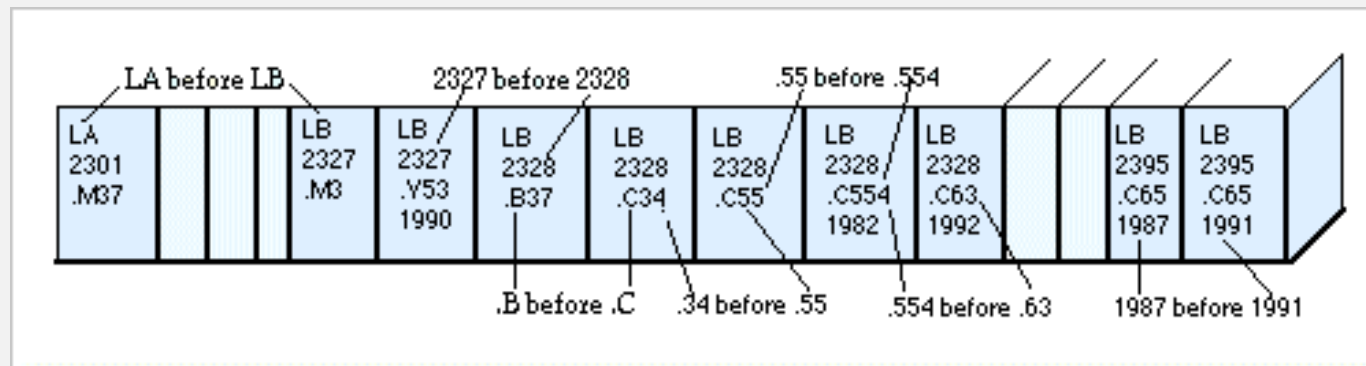 LA before LB
2327 before 2328
.55 before .554
LA
2301
.M37
LB
2327
.M3
LB
2327
.Y53
1990
LB
2328
.B37
LB
2328
.C34
LB
2328
.C55
LB
2328
.C554
1982
LB
2328
.C63
1992
LB
2395
.C65
1987
LB
2395
.C65
1991
.B before .C
.34 before .55
.554 before .63
1987 before 1991